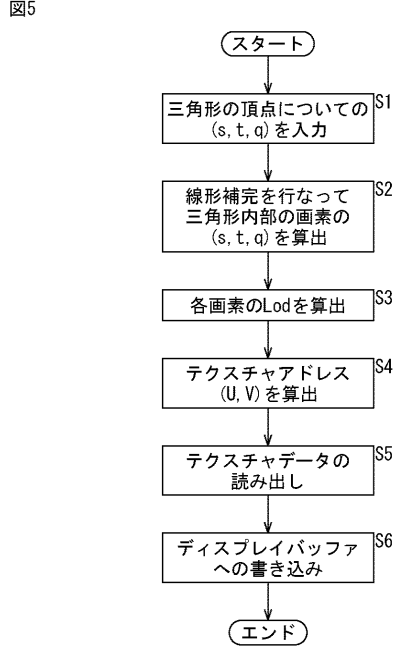 図5
スタート
S1
三角形の頂点についての
(s,t,q)を入力
S2
線形補完を行なって
三角形内部の画素の
(s,t,q)を算出
S3
各画素のLodを算出
S4
テクスチャアドレス
(U,V)を算出
S5
テクスチャデータの
読み出し
S6
ディスプレイバッファ
への書き込み
エンド